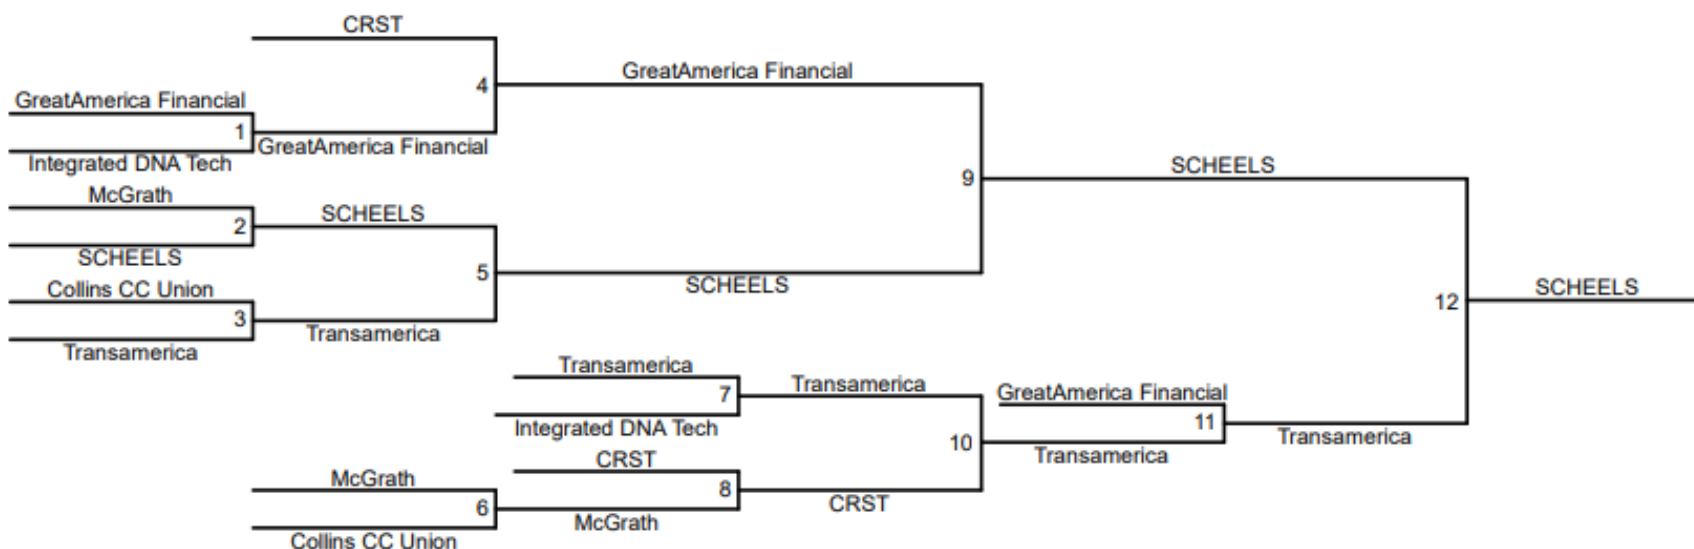 CRST
4
GreatAmerica Financial
GreatAmerica Financial
1
GreatAmerica Financial
Integrated DNA Tech
9
SCHEELS
McGrath
2
SCHEELS
SCHEELS
5
SCHEELS
Collins CC Union
3
Transamerica
Transamerica
12
SCHEELS
Transamerica
7
Transamerica
Integrated DNA Tech
GreatAmerica Financial
11
Transamerica
Transamerica
10
CRST
8
CRST
McGrath
McGrath
6
Collins CC Union